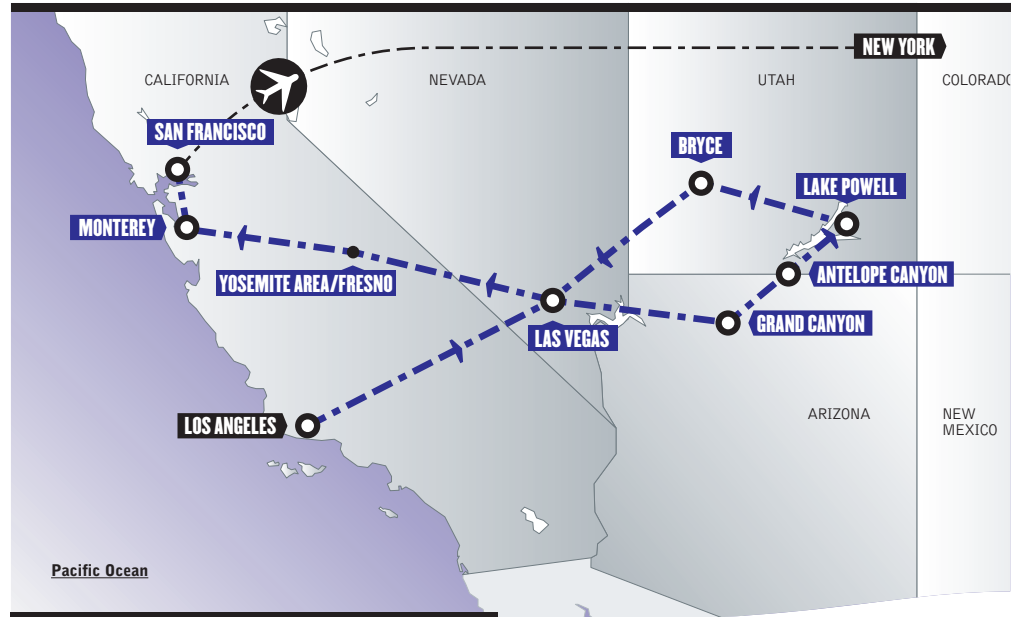 NEW YORK
CALIFORNIA
NEVADA
UTAH
COLORADO
SAN FRANCISCO
BRYCE
LAKE POWELL
MONTEREY
YOSEMITE AREA/FRESNO
ANTELOPE CANYON
GRAND CANYON
LAS VEGAS
LOS ANGELES
ARIZONA
NEW
MEXICO
Pacific Ocean